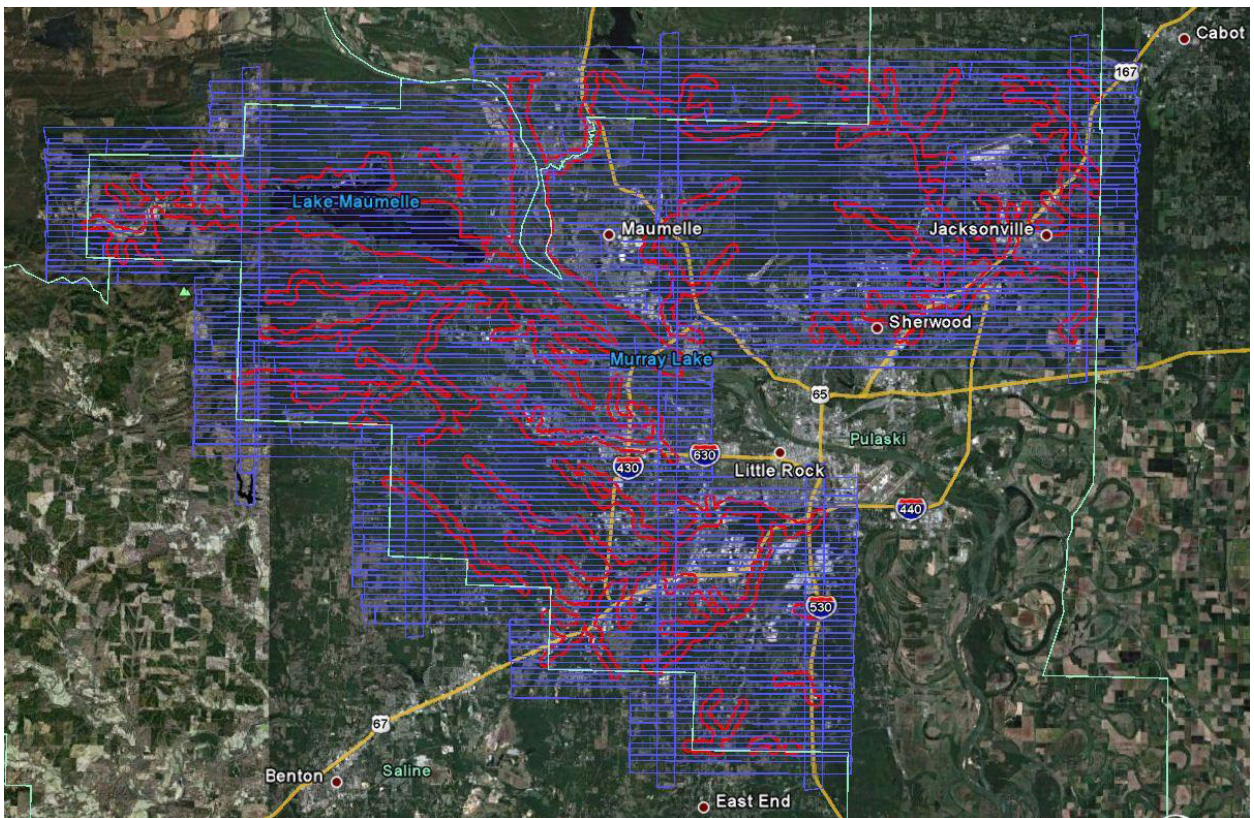 Cabot
167
Lake Maumelle
Maumelle
Jacksonville
Sherwood
Murray Lake
65
Pulaski
630
430
Little Rock
440
530
67
Benton
Saline
East End